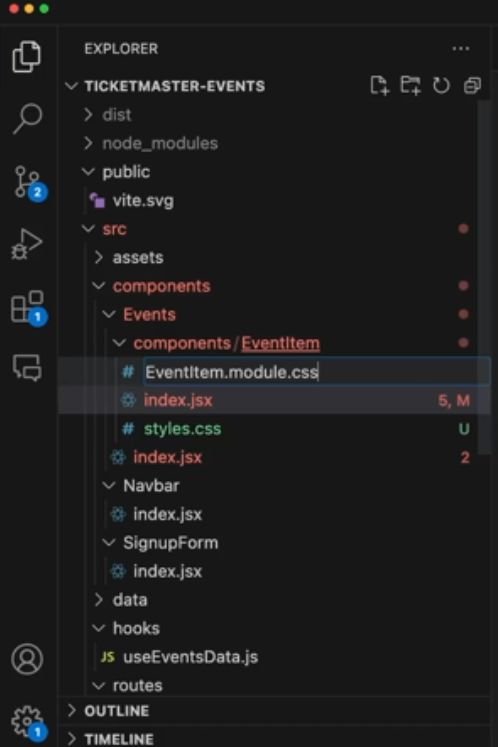 EXPLORER
TICKETMASTER-EVENTS
dist
node_modules
public
2
vite.svg
src
assets
components
1
Events
components/EventItem
# EventItem.module.css
index.jsx 5, M
# styles.css U
index.jsx 2
Navbar
index.jsx
SignupForm
index.jsx
data
hooks
JS useEventsData.js
routes
OUTLINE
1
TIMELINE